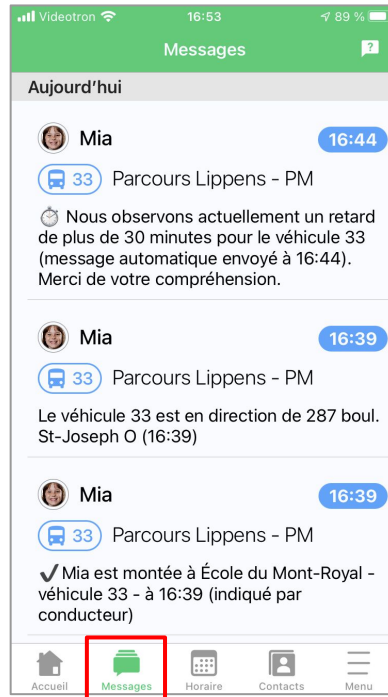 Videotron 16:53 89 %
Messages ?
Aujourd'hui
Mia 16:44
33 Parcours Lippens - PM
Nous observons actuellement un retard
de plus de 30 minutes pour le véhicule 33
(message automatique envoyé à 16:44).
Merci de votre compréhension.
Mia 16:39
33 Parcours Lippens - PM
Le véhicule 33 est en direction de 287 boul.
St-Joseph O (16:39)
Mia 16:39
33 Parcours Lippens - PM
✓ Mia est montée à École du Mont-Royal -
véhicule 33 - à 16:39 (indiqué par
conducteur)
Accueil Messages Horaire Contacts Menu